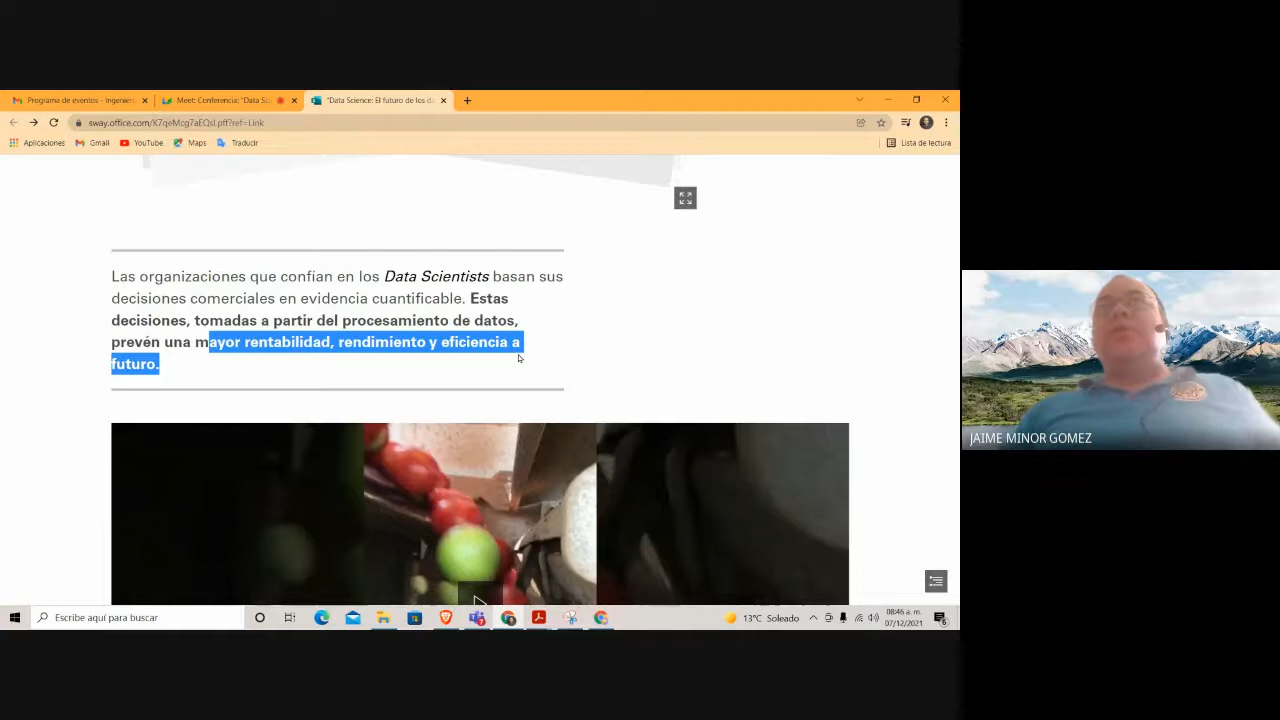 Programa de eventos - Ingenier
Meet: Conferencia: "Data Sc
"Data Science: El futuro de los da
sway.office.com/K7qeMcg7aEQsLpff?ref=Link
Aplicaciones
Gmail
YouTube
Maps
Traducir
Lista de lectura
Las organizaciones que confían en los Data Scientists basan sus
decisiones comerciales en evidencia cuantificable. Estas
decisiones, tomadas a partir del procesamiento de datos,
prevén una mayor rentabilidad, rendimiento y eficiencia a
futuro.
JAIME MINOR GOMEZ
Escribe aquí para buscar
13°C Soleado
08:46 a. m.
07/12/2021
6